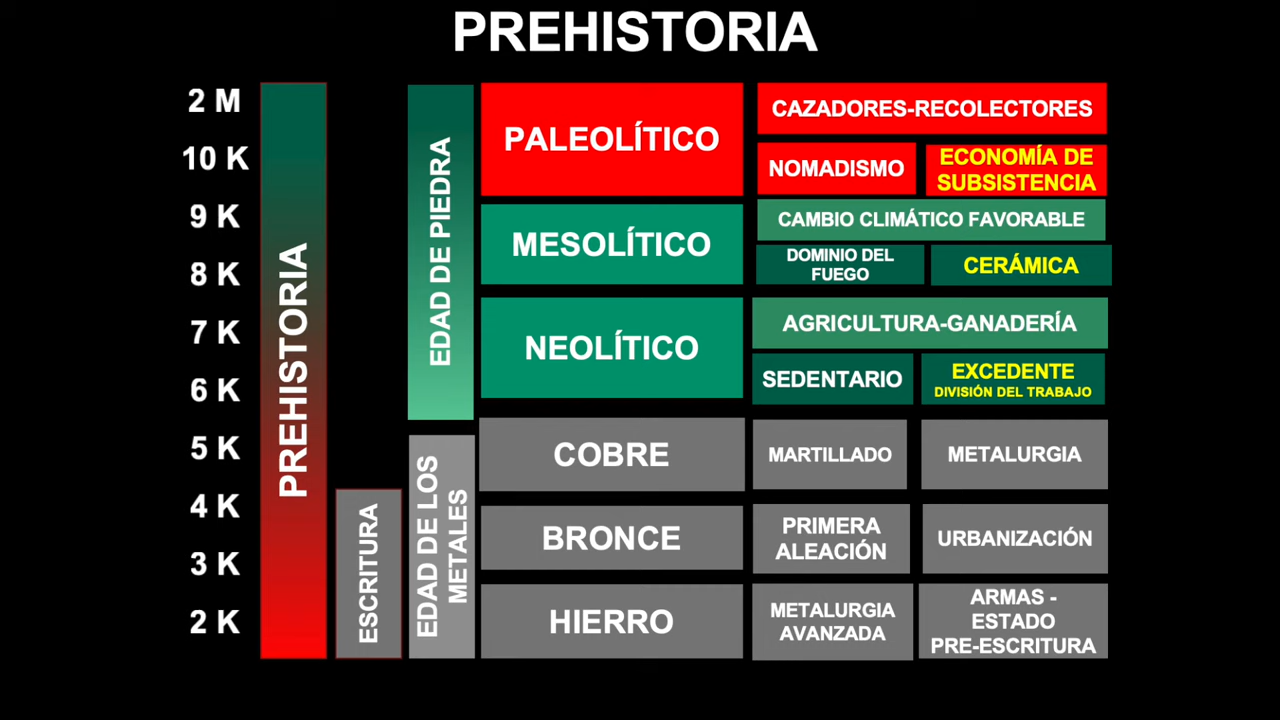 PREHISTORIA
2 M
10 K
9 K
8 K
7 K
6 K
5 K
4 K
3 K
2 K
PREHISTORIA
ESCRITURA
EDAD DE PIEDRA
EDAD DE LOS
METALES
PALEOLÍTICO
CAZADORES-RECOLECTORES
NOMADISMO
ECONOMÍA DE
SUBSISTENCIA
MESOLÍTICO
CAMBIO CLIMÁTICO FAVORABLE
DOMINIO DEL
FUEGO
CERÁMICA
NEOLÍTICO
AGRICULTURA-GANADERÍA
SEDENTARIO
EXCEDENTE
DIVISIÓN DEL TRABAJO
COBRE
MARTILLADO
METALURGIA
BRONCE
PRIMERA
ALEACIÓN
URBANIZACIÓN
HIERRO
METALURGIA
AVANZADA
ARMAS -
ESTADO
PRE-ESCRITURA